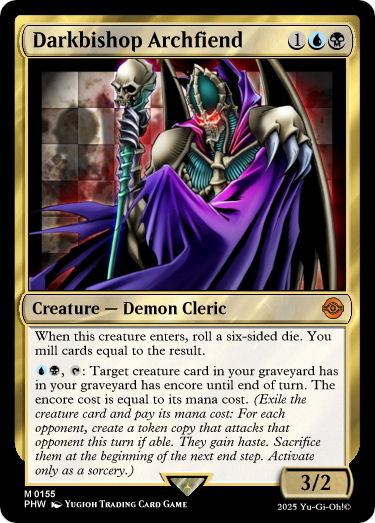 Darkbishop Archfiend 1
Creature — Demon Cleric
When this creature enters, roll a six-sided die. You
mill cards equal to the result.
, : Target creature card in your graveyard has
in your graveyard has encore until end of turn. The
encore cost is equal to its mana cost. (Exile the
creature card and pay its mana cost: For each
opponent, create a token copy that attacks that
opponent this turn if able. They gain haste. Sacrifice
them at the beginning of the next end step. Activate
only as a sorcery.)
3/2
M 0155
PHW YUGIOH TRADING CARD GAME
2025 Yu-Gi-Oh!©